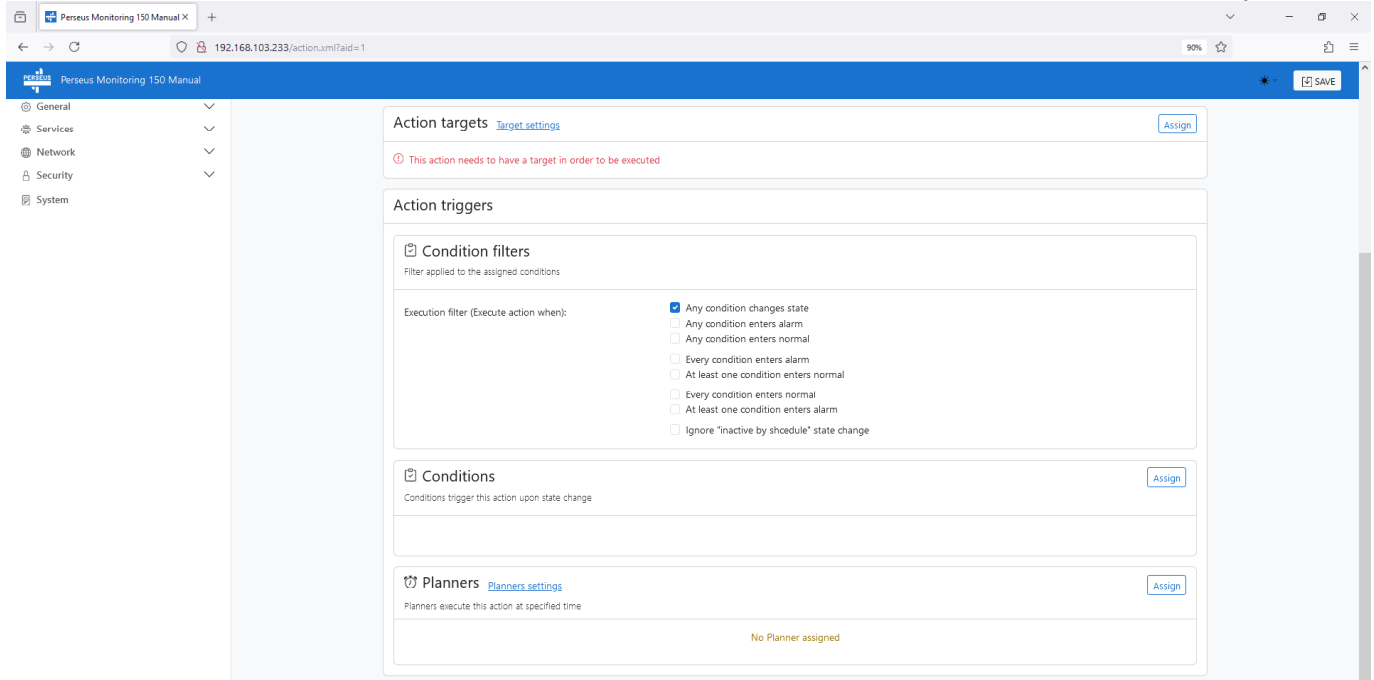 Perseus Monitoring 150 Manual
192.168.103.233/action.xml?aid=1
90%
PERSEUS
Perseus Monitoring 150 Manual
SAVE
General
Services
Network
Security
System
Action targets Target settings Assign
This action needs to have a target in order to be executed
Action triggers
Condition filters
Filter applied to the assigned conditions
Execution filter (Execute action when):
Any condition changes state
Any condition enters alarm
Any condition enters normal
Every condition enters alarm
At least one condition enters normal
Every condition enters normal
At least one condition enters alarm
Ignore "inactive by shcedule" state change
Conditions Assign
Conditions trigger this action upon state change
Planners Planners settings Assign
Planners execute this action at specified time
No Planner assigned